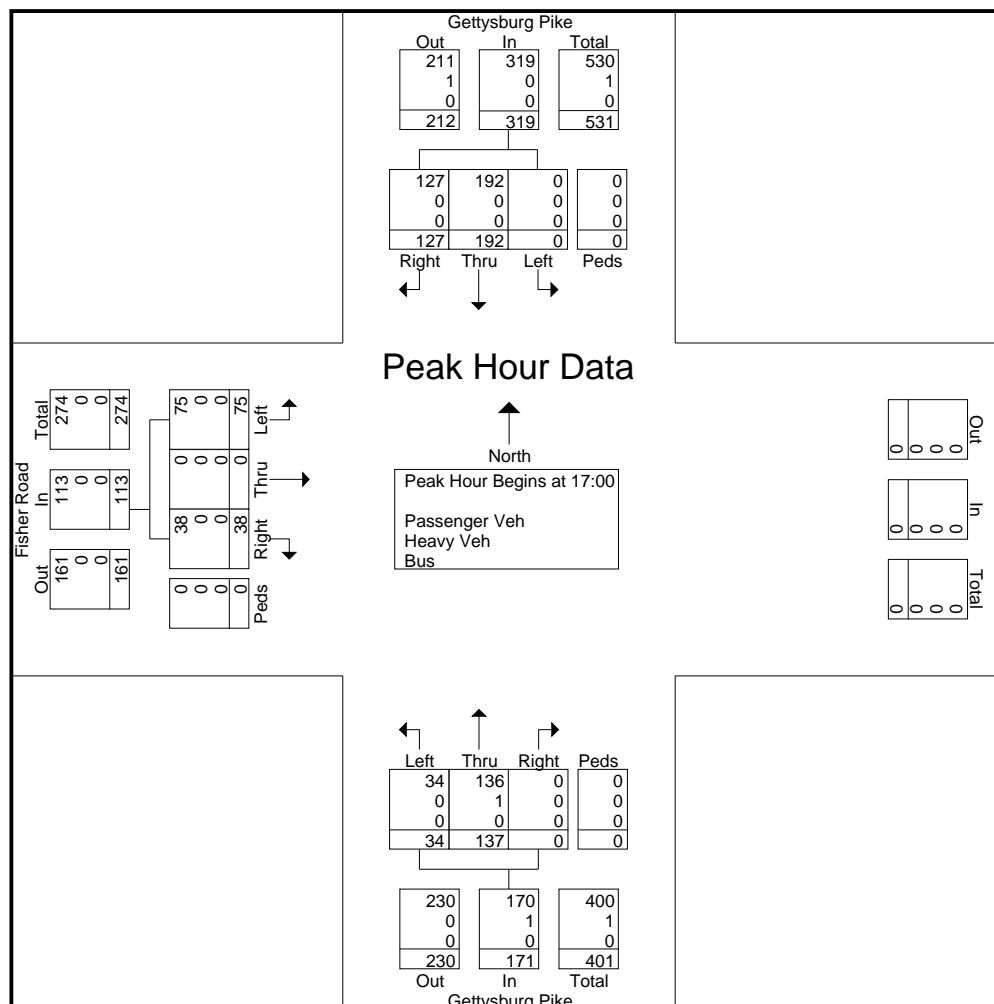 Gettysburg Pike
Out In Total
211 319 530
1 0 1
0 0 0
212 319 531
127 192 0 0
0 0 0 0
0 0 0 0
127 192 0 0
Right Thru Left Peds
Peak Hour Data
North
Peak Hour Begins at 17:00
Passenger Veh
Heavy Veh
Bus
Fisher Road
Out In Total
161 113 274
0 0 0
0 0 0
161 113 274
0 38 0 75
0 0 0 0
0 0 0 0
0 38 0 75
Peds Right Thru Left
Out In Total
0 0 0
0 0 0
0 0 0
0 0 0
Left Thru Right Peds
34 136 0 0
0 1 0 0
0 0 0 0
34 137 0 0
230 170 400
0 1 1
0 0 0
230 171 401
Out In Total
Gettysburg Pike